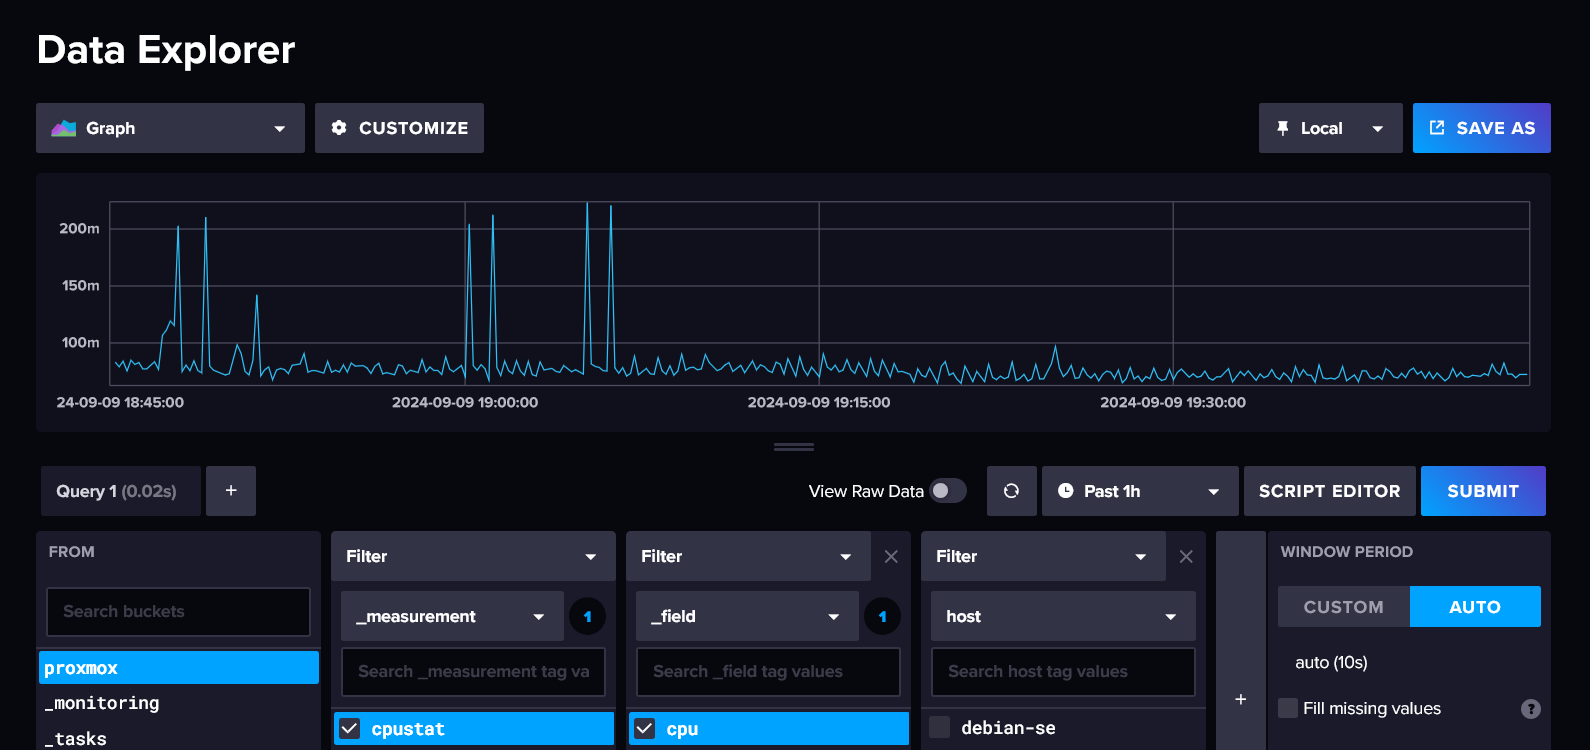 Data Explorer
Graph
CUSTOMIZE
Local
SAVE AS
200m
150m
100m
24-09-09 18:45:00
2024-09-09 19:00:00
2024-09-09 19:15:00
2024-09-09 19:30:00
Query 1 (0.02s)
+
View Raw Data
Past 1h
SCRIPT EDITOR
SUBMIT
FROM
Search buckets
proxmox
_monitoring
_tasks
Filter
_measurement
1
Search _measurement tag va
cpustat
Filter
_field
1
Search _field tag values
cpu
Filter
host
Search host tag values
debian-se
+
WINDOW PERIOD
CUSTOM
AUTO
auto (10s)
Fill missing values
?